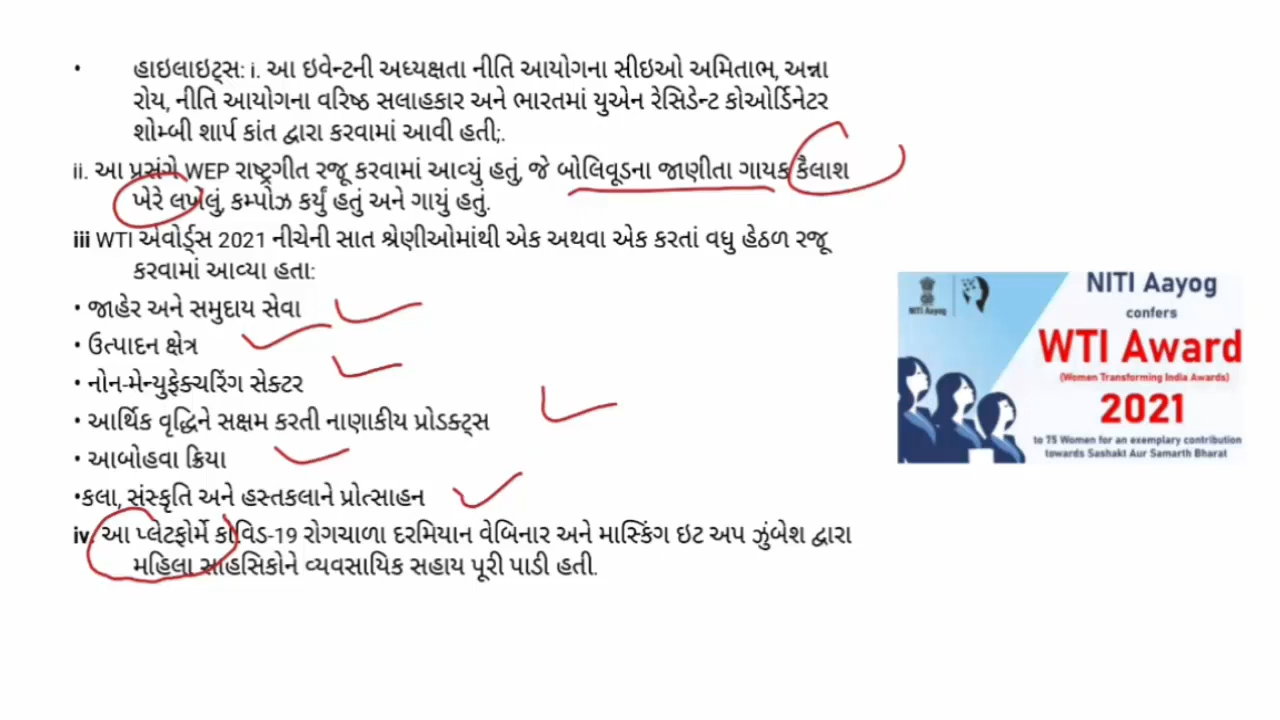 • હાઇલાઇટ્સ: i. આ ઇવેન્ટની અધ્યક્ષતા નીતિ આયોગના સીઇઓ અમિતાભ, અન્ના
રોય, નીતિ આયોગના વરિષ્ઠ સલાહકાર અને ભારતમાં યુએન રેસિડેન્ટ કોઓર્ડિનેટર
શોમ્બી શાર્પ કાંત દ્વારા કરવામાં આવી હતી;.
ii. આ પ્રસંગે WEP રાષ્ટ્રગીત રજૂ કરવામાં આવ્યું હતું, જે બોલિવૂડના જાણીતા ગાયક કૈલાશ
ખેરે લખેલું, કમ્પોઝ કર્યું હતું અને ગાયું હતું.
iii WTI એવોર્ડ્સ 2021 નીચેની સાત શ્રેણીઓમાંથી એક અથવા એક કરતાં વધુ હેઠળ રજૂ
કરવામાં આવ્યા હતા:
• જાહેર અને સમુદાય સેવા
• ઉત્પાદન ક્ષેત્ર
• નોન-મેન્યુફેક્ચરિંગ સેક્ટર
• આર્થિક વૃદ્ધિને સક્ષમ કરતી નાણાકીય પ્રોડક્ટ્સ
• આબોહવા ક્રિયા
•કલા, સંસ્કૃતિ અને હસ્તકલાને પ્રોત્સાહન
iv. આ પ્લેટફોર્મે કોવિડ-19 રોગચાળા દરમિયાન વેબિનાર અને માસ્કિંગ ઇટ અપ ઝુંબેશ દ્વારા
મહિલા સાહસિકોને વ્યવસાયિક સહાય પૂરી પાડી હતી.
NITI Aayog
NITI Aayog
confers
WTI Award
(Women Transforming India Awards)
2021
to 75 Women for an exemplary contribution
towards Sashakt Aur Samarth Bharat